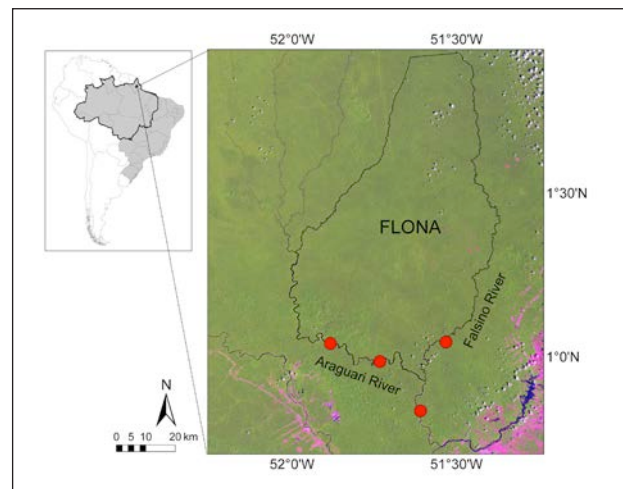 52°0'W 51°30'W
1°30'N
FLONA
Falsino River
1°0'N
Araguari River
N
0 5 10 20 km
52°0'W 51°30'W